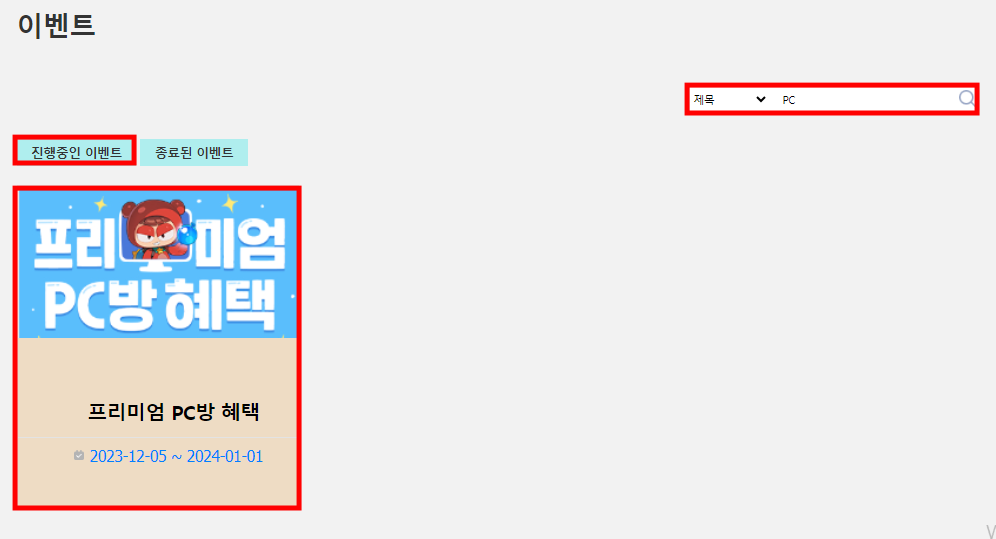 이벤트
제목 PC
진행중인 이벤트 종료된 이벤트
프리미엄
PC방 혜택
프리미엄 PC방 혜택
2023-12-05 ~ 2024-01-01